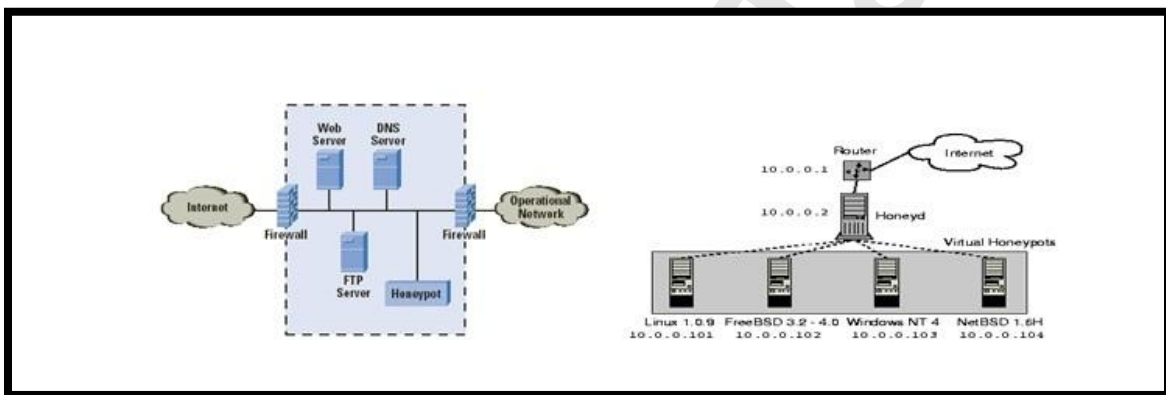 Web
Server
DNS
Server
Internet
Firewall
FTP
Server
Honeypot
Firewall
Operational
Network
Router
Internet
10.0.0.1
10.0.0.2
Honeyd
Virtual Honeypots
Linux 1.0.9 FreeBSD 3.2 - 4.0 Windows NT 4 NetBSD 1.6H
10.0.0.101 10.0.0.102 10.0.0.103 10.0.0.104